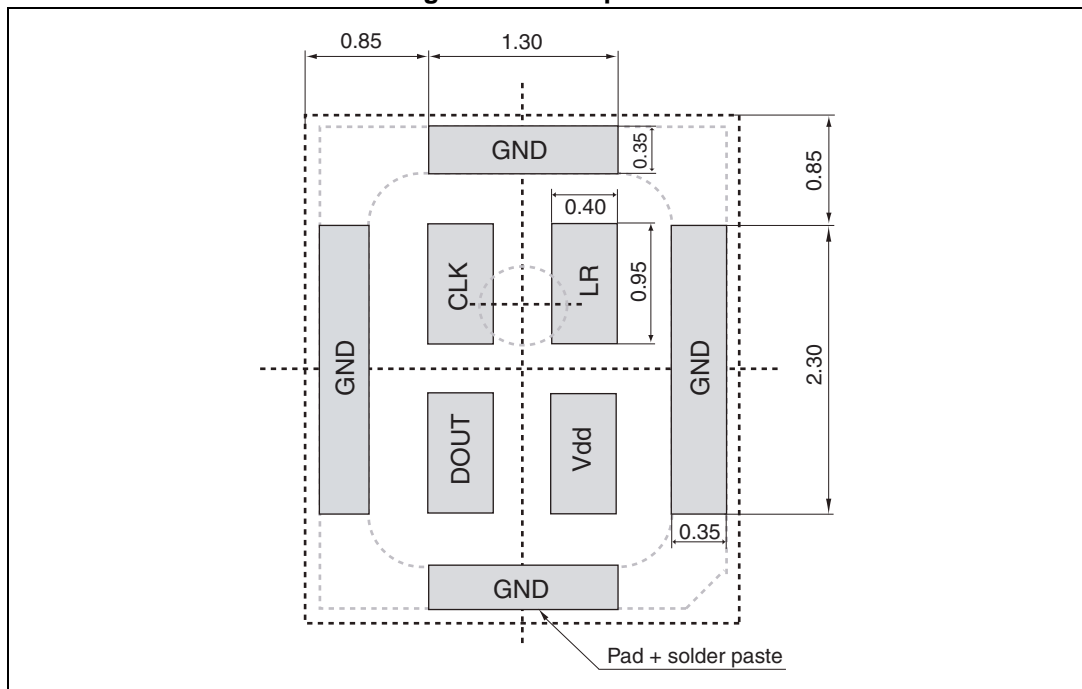 0.85
1.30
GND
0.35
0.85
0.40
CLK
LR
0.95
GND
GND
2.30
DOUT
Vdd
0.35
GND
Pad + solder paste